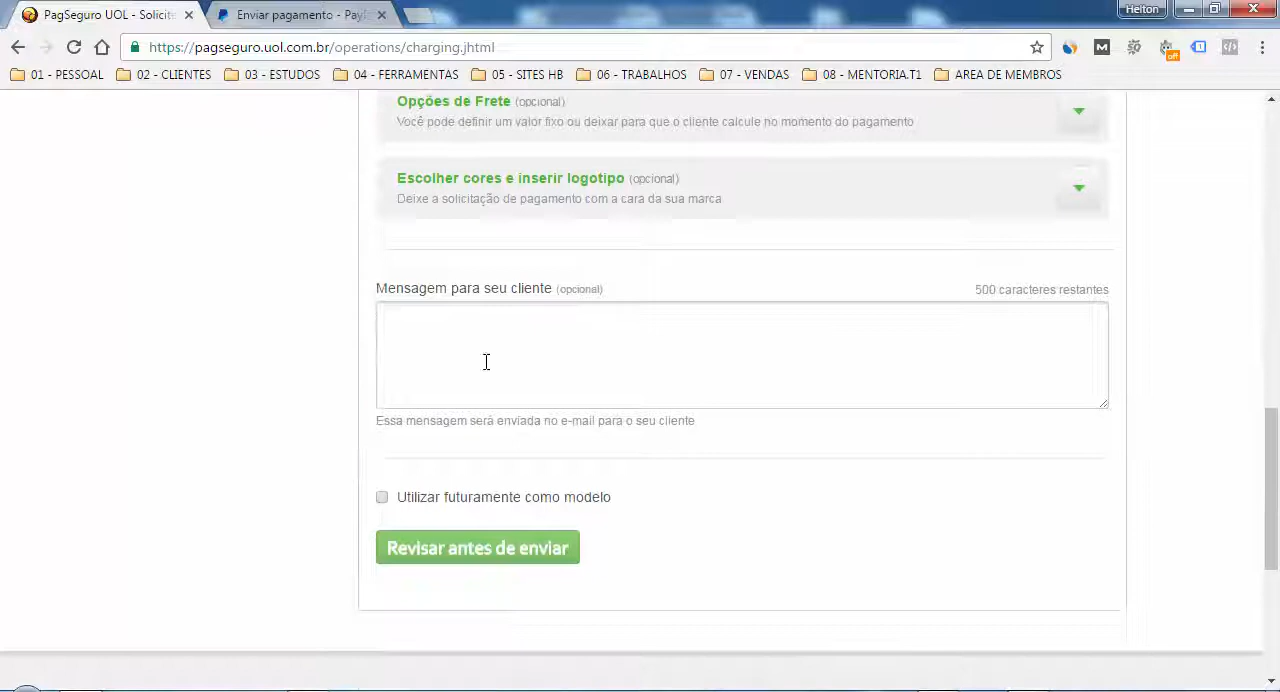 PagSeguro UOL - Solicit
Enviar pagamento - Pay
Helton
https://pagseguro.uol.com.br/operations/charging.jhtml
M
off
01 - PESSOAL
02 - CLIENTES
03 - ESTUDOS
04 - FERRAMENTAS
05 - SITES HB
06 - TRABALHOS
07 - VENDAS
08 - MENTORIA.T1
AREA DE MEMBROS
Opções de Frete (opcional)
Você pode definir um valor fixo ou deixar para que o cliente calcule no momento do pagamento
Escolher cores e inserir logotipo (opcional)
Deixe a solicitação de pagamento com a cara da sua marca
Mensagem para seu cliente (opcional)
500 caracteres restantes
Essa mensagem será enviada no e-mail para o seu cliente
Utilizar futuramente como modelo
Revisar antes de enviar